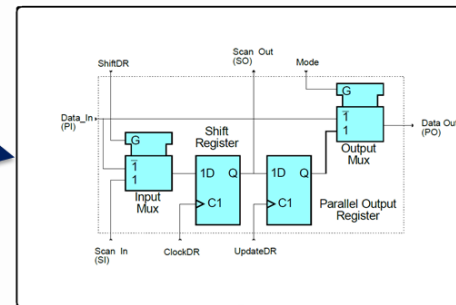 Scan Out
(SO)
ShiftDR
Mode
G
Data_In
(PI)
Shift
Register
1
1
Data Out
(PO)
G
Output
Mux
1
1
1D Q
1D Q
Input
Mux
C1
C1
Parallel Output
Register
Scan In
(SI)
ClockDR
UpdateDR